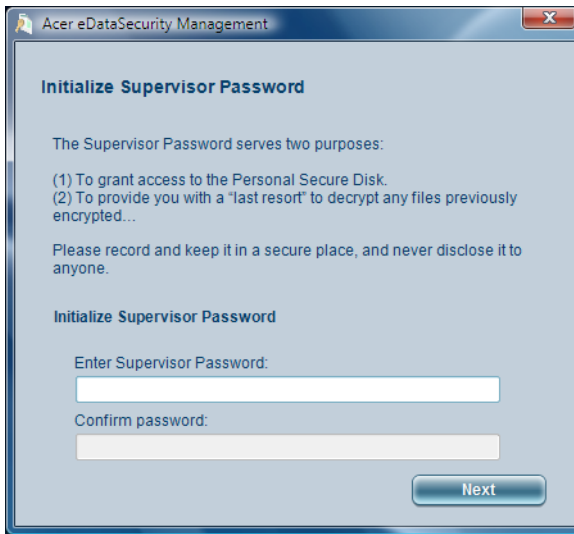 Acer eDataSecurity Management
Initialize Supervisor Password
The Supervisor Password serves two purposes:
(1) To grant access to the Personal Secure Disk.
(2) To provide you with a “last resort” to decrypt any files previously
encrypted...
Please record and keep it in a secure place, and never disclose it to
anyone.
Initialize Supervisor Password
Enter Supervisor Password:
Confirm password:
Next